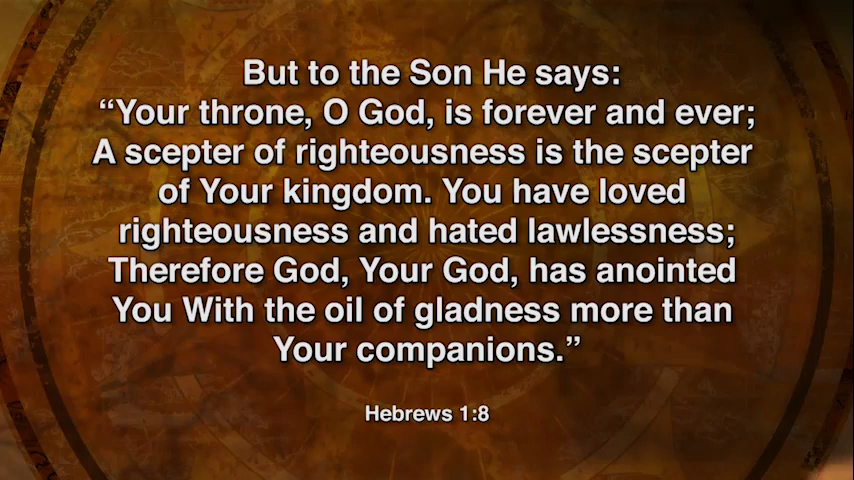 But to the Son He says:
“Your throne, O God, is forever and ever;
A scepter of righteousness is the scepter
of Your kingdom. You have loved
righteousness and hated lawlessness;
Therefore God, Your God, has anointed
You With the oil of gladness more than
Your companions.”
Hebrews 1:8